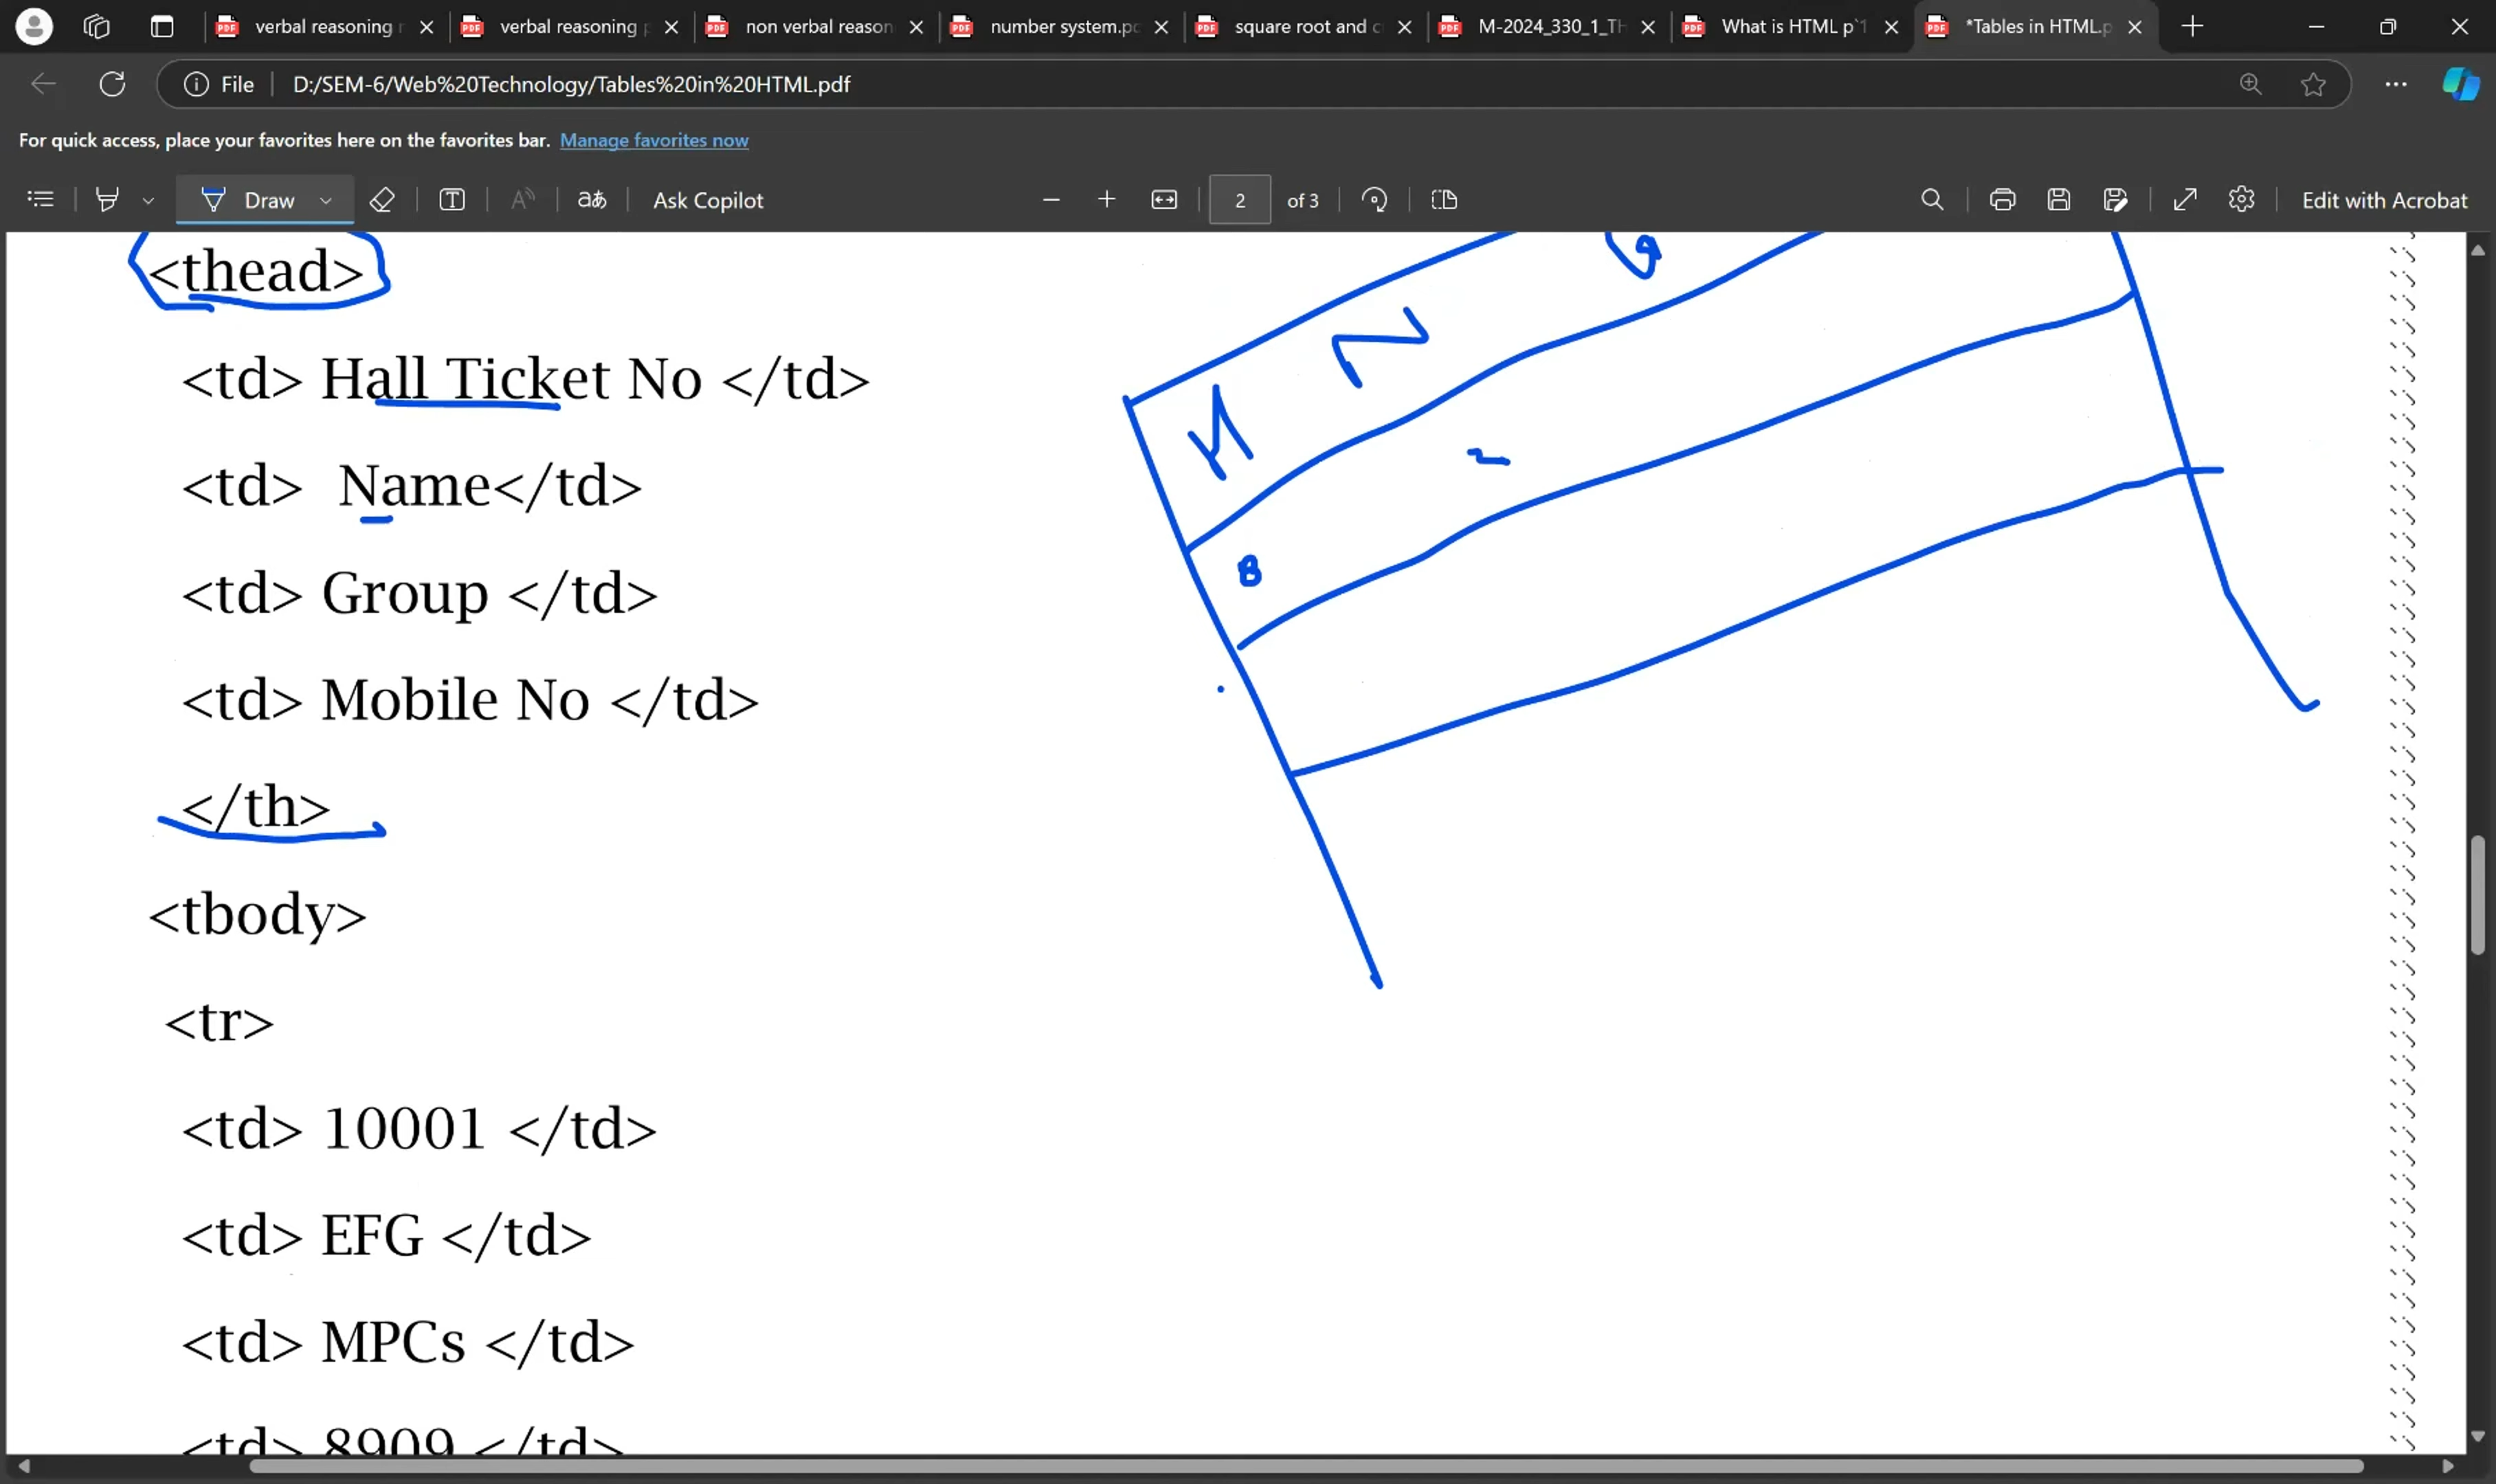 verbal reasoning
verbal reasoning
non verbal reason
number system.p
square root and c
M-2024_330_1_T
What is HTML p`1
*Tables in HTML.p
File
D:/SEM-6/Web%20Technology/Tables%20in%20HTML.pdf
For quick access, place your favorites here on the favorites bar. Manage favorites now
Draw
Ask Copilot
2 of 3
Edit with Acrobat
<thead>
<td> Hall Ticket No </td>
<td> Name</td>
<td> Group </td>
<td> Mobile No </td>
</th>
<tbody>
<tr>
<td> 10001 </td>
<td> EFG </td>
<td> MPCs </td>
<td> 8909 </td>
G
N
H